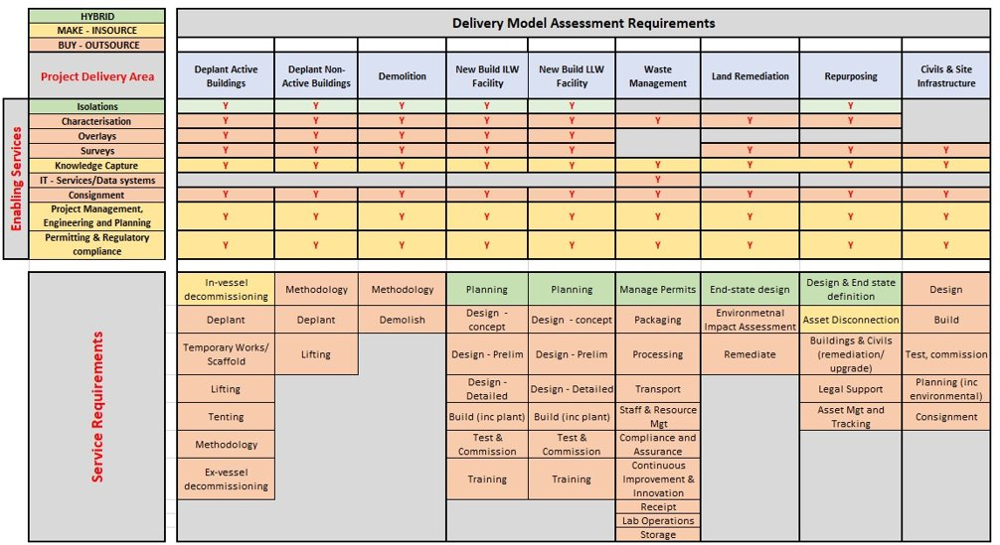 HYBRID
MAKE - INSOURCE
BUY - OUTSOURCE
Delivery Model Assessment Requirements
Project Delivery Area
Deplant Active
Buildings
Deplant Non-
Active Buildings
Demolition
New Build ILW
Facility
New Build LLW
Facility
Waste
Management
Land Remediation
Repurposing
Civils & Site
Infrastructure
Enabling Services
Isolations Y Y Y Y Y Y
Characterisation Y Y Y Y Y Y Y Y
Overlays Y Y Y Y Y
Surveys Y Y Y Y Y Y Y Y
Knowledge Capture Y Y Y Y Y Y Y Y Y
IT - Services/Data systems Y
Consignment Y Y Y Y Y Y Y Y Y
Project Management,
Engineering and Planning
Y Y Y Y Y Y Y Y Y
Permitting & Regulatory
compliance
Y Y Y Y Y Y Y Y Y
Service Requirements
In-vessel
decommissioning
Deplant
Temporary Works/
Scaffold
Lifting
Tenting
Methodology
Ex-vessel
decommissioning
Methodology
Deplant
Lifting
Methodology
Demolish
Planning
Design -
concept
Design - Prelim
Design -
Detailed
Build (inc plant)
Test &
Commission
Training
Planning
Design - concept
Design - Prelim
Design - Detailed
Build (inc plant)
Test &
Commission
Training
Manage Permits
Packaging
Processing
Transport
Staff & Resource
Mgt
Compliance and
Assurance
Continuous
Improvement &
Innovation
Receipt
Lab Operations
Storage
End-state design
Environmetnal
Impact Assessment
Remediate
Design & End state
definition
Asset Disconnection
Buildings & Civils
(remediation/
upgrade)
Legal Support
Asset Mgt and
Tracking
Design
Build
Test, commission
Planning (inc
environmental)
Consignment